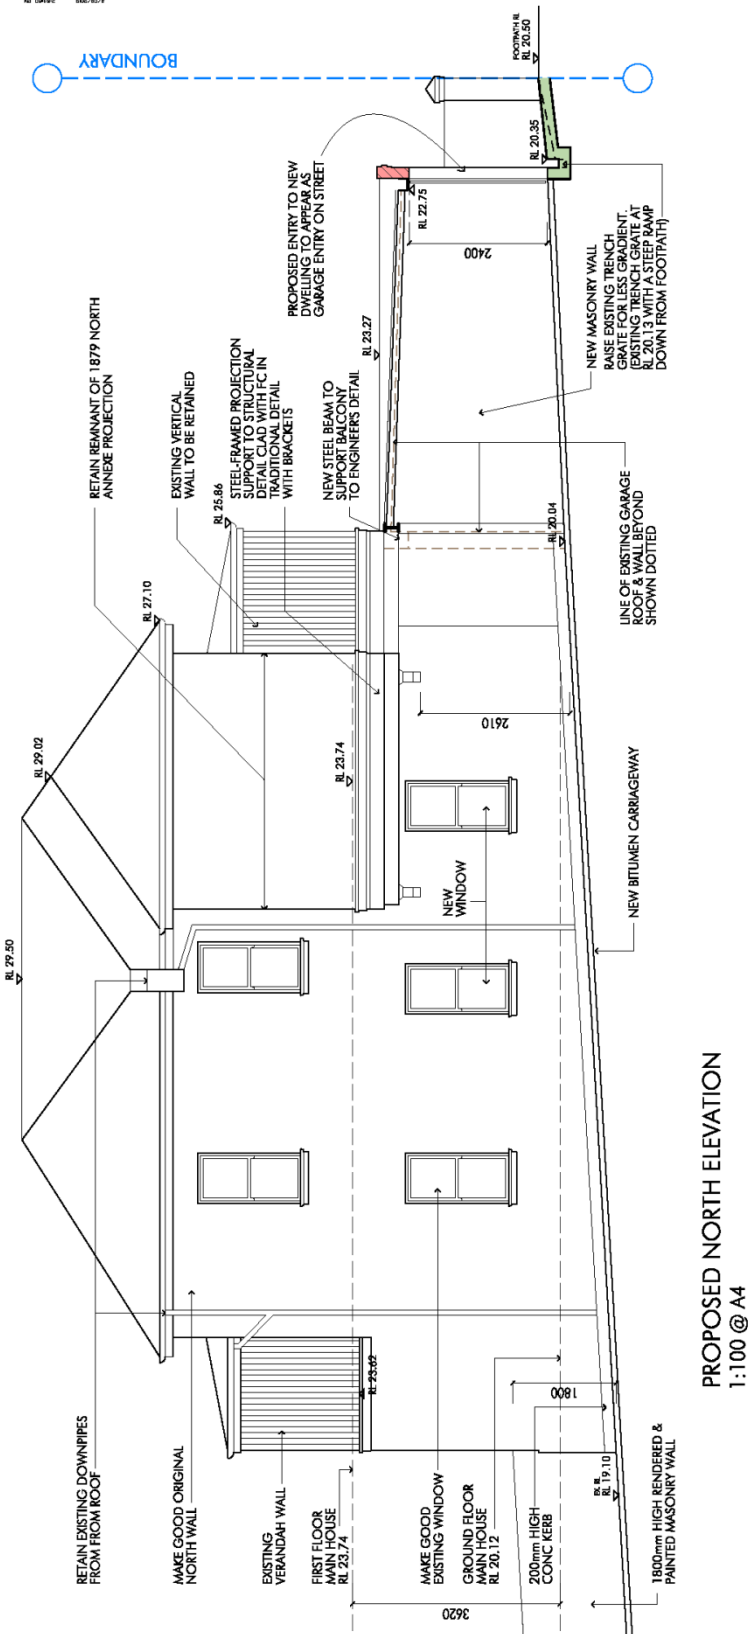 BOUNDARY
FOOTPATH RL
RL 20.50
RL 20.35
PROPOSED ENTRY TO NEW
DWELLING TO APPEAR AS
GARAGE ENTRY ON STREET
RL 22.75
2400
RL 23.27
NEW MASONRY WALL
RAISE EXISTING TRENCH
GRATE FOR LESS GRADIENT.
(EXISTING TRENCH GRATE AT
RL 20.13 WITH A STEEP RAMP
DOWN FROM FOOTPATH)
RETAIN REMNANT OF 1879 NORTH
ANNEXE PROJECTION
EXISTING VERTICAL
WALL TO BE RETAINED
STEEL-FRAMED PROJECTION
SUPPORT TO STRUCTURAL
DETAIL CLAD WITH FC IN
TRADITIONAL DETAIL
WITH BRACKETS
NEW STEEL BEAM TO
SUPPORT BALCONY
TO ENGINEERS DETAIL
RL 25.86
RL 20.04
LINE OF EXISTING GARAGE
ROOF & WALL BEYOND
SHOWN DOTTED
RL 27.10
RL 29.02
RL 23.74
2610
RL 29.50
NEW
WINDOW
NEW BITUMEN CARRIAGEWAY
RETAIN EXISTING DOWNPIPES
FROM FROM ROOF
MAKE GOOD ORIGINAL
NORTH WALL
EXISTING
VERANDAH WALL
FIRST FLOOR
MAIN HOUSE
RL 23.74
RL 23.62
MAKE GOOD
EXISTING WINDOW
GROUND FLOOR
MAIN HOUSE
RL 20.12
200mm HIGH
CONC KERB
1800
3620
EX. RL
RL 19.10
1800mm HIGH RENDERED &
PAINTED MASONRY WALL
PROPOSED NORTH ELEVATION
1:100 @ A4